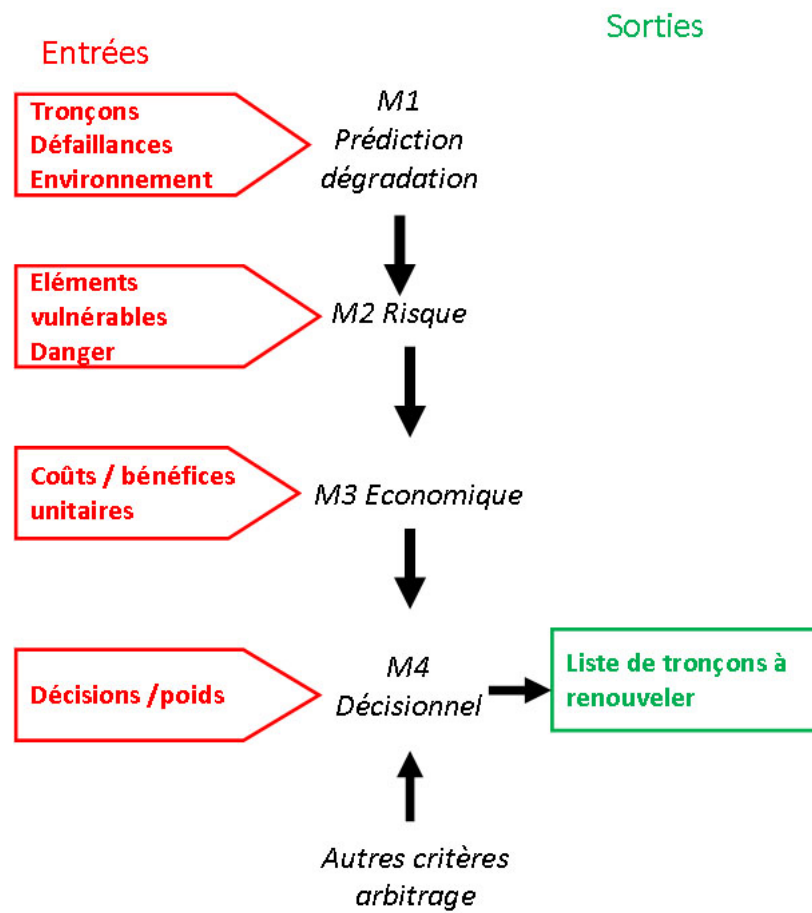 Sorties
Entrées
Tronçons
Défaillances
Environnement
M1
Prédiction
dégradation
Eléments
vulnérables
Danger
M2 Risque
Coûts / bénéfices
unitaires
M3 Economique
Décisions /poids
M4
Décisionnel
Liste de tronçons à
renouveler
Autres critères
arbitrage